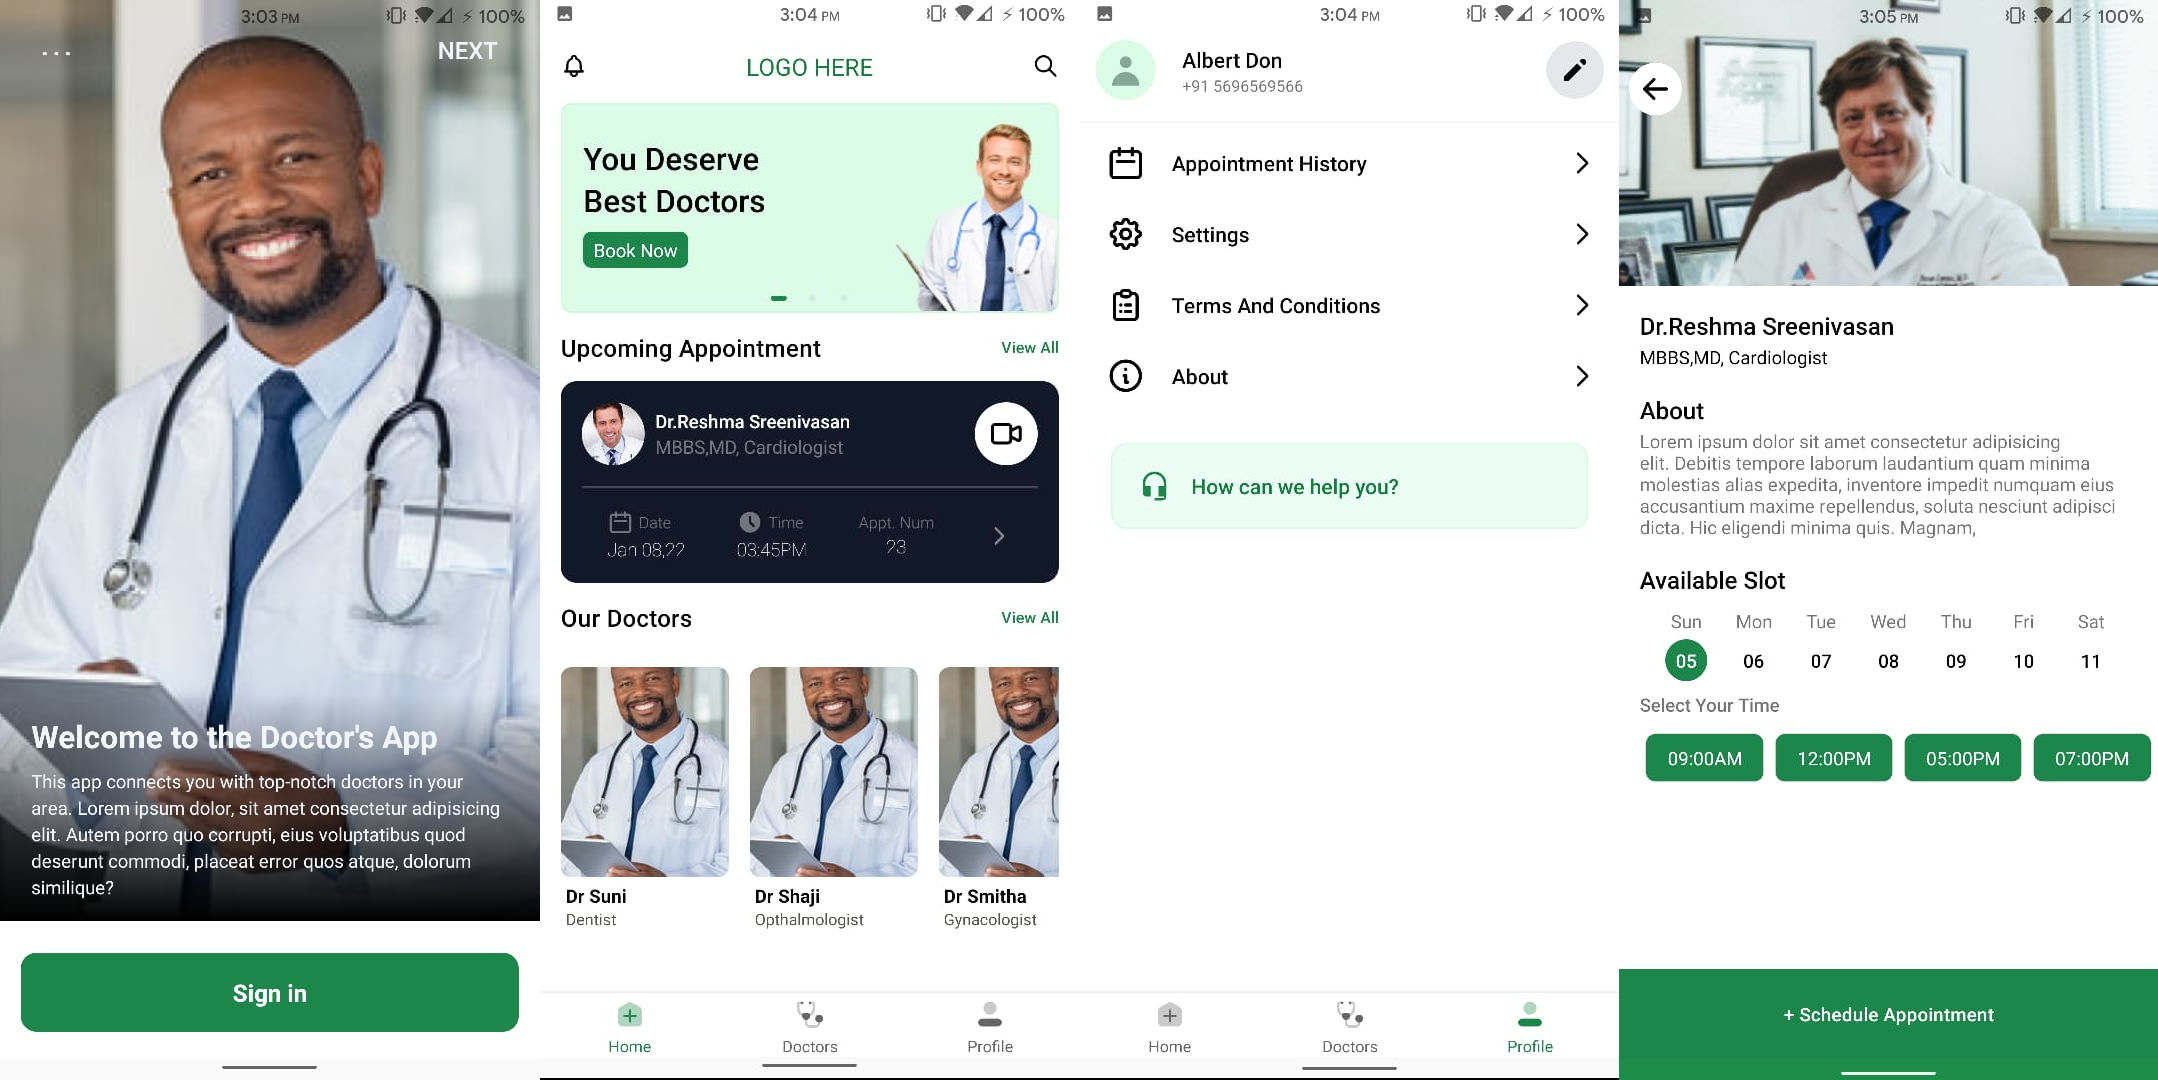 3:03 PM
100%
...
NEXT
Welcome to the Doctor's App
This app connects you with top-notch doctors in your
area. Lorem ipsum dolor, sit amet consectetur adipisicing
elit. Autem porro quo corrupti, eius voluptatibus quod
deserunt commodi, placeat error quos atque, dolorum
similique?
Sign in
3:04 PM
100%
LOGO HERE
You Deserve
Best Doctors
Book Now
Upcoming Appointment
View All
Dr.Reshma Sreenivasan
MBBS,MD, Cardiologist
Date
Time
Appt. Num
Jan 08,22
03:45PM
23
Our Doctors
View All
Dr Suni
Dentist
Dr Shaji
Opthalmologist
Dr Smitha
Gynacologist
Home
Doctors
Profile
3:04 PM
100%
Albert Don
+91 5696569566
Appointment History
Settings
Terms And Conditions
About
How can we help you?
Home
Doctors
Profile
3:05 PM
100%
Dr.Reshma Sreenivasan
MBBS,MD, Cardiologist
About
Lorem ipsum dolor sit amet consectetur adipisicing
elit. Debitis tempore laborum laudantium quam minima
molestias alias expedita, inventore impedit numquam eius
accusantium maxime repellendus, soluta nesciunt adipisci
dicta. Hic eligendi minima quis. Magnam,
Available Slot
Sun Mon Tue Wed Thu Fri Sat
05 06 07 08 09 10 11
Select Your Time
09:00AM 12:00PM 05:00PM 07:00PM
+ Schedule Appointment